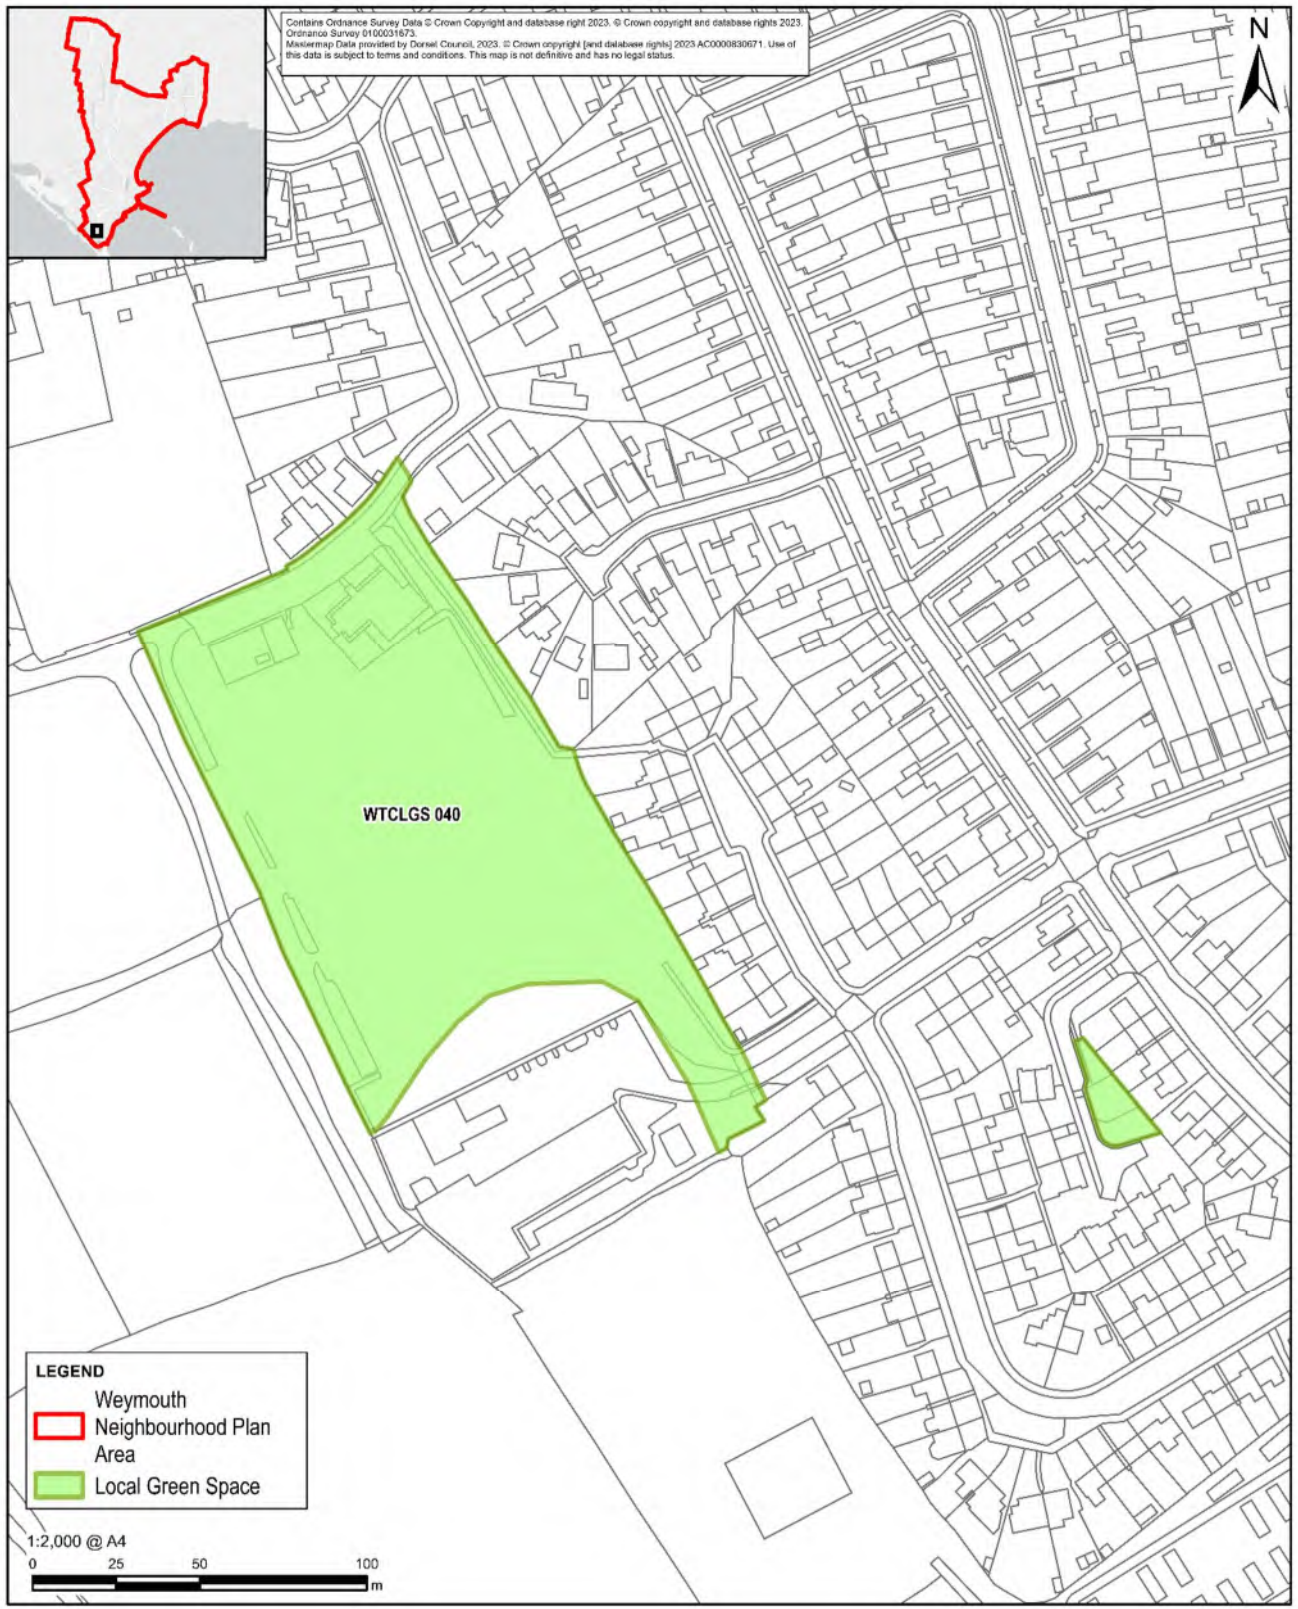 Contains Ordnance Survey Data © Crown Copyright and database right 2023. © Crown copyright and database rights 2023.
Ordnance Survey 0100031673.
Mastermap Data provided by Dorset Council, 2023. © Crown copyright [and database rights] 2023 AC0000830671. Use of
this data is subject to terms and conditions. This map is not definitive and has no legal status.
N
WTCLGS 040
LEGEND
Weymouth
Neighbourhood Plan
Area
Local Green Space
1:2,000 @ A4
0 25 50 100
m